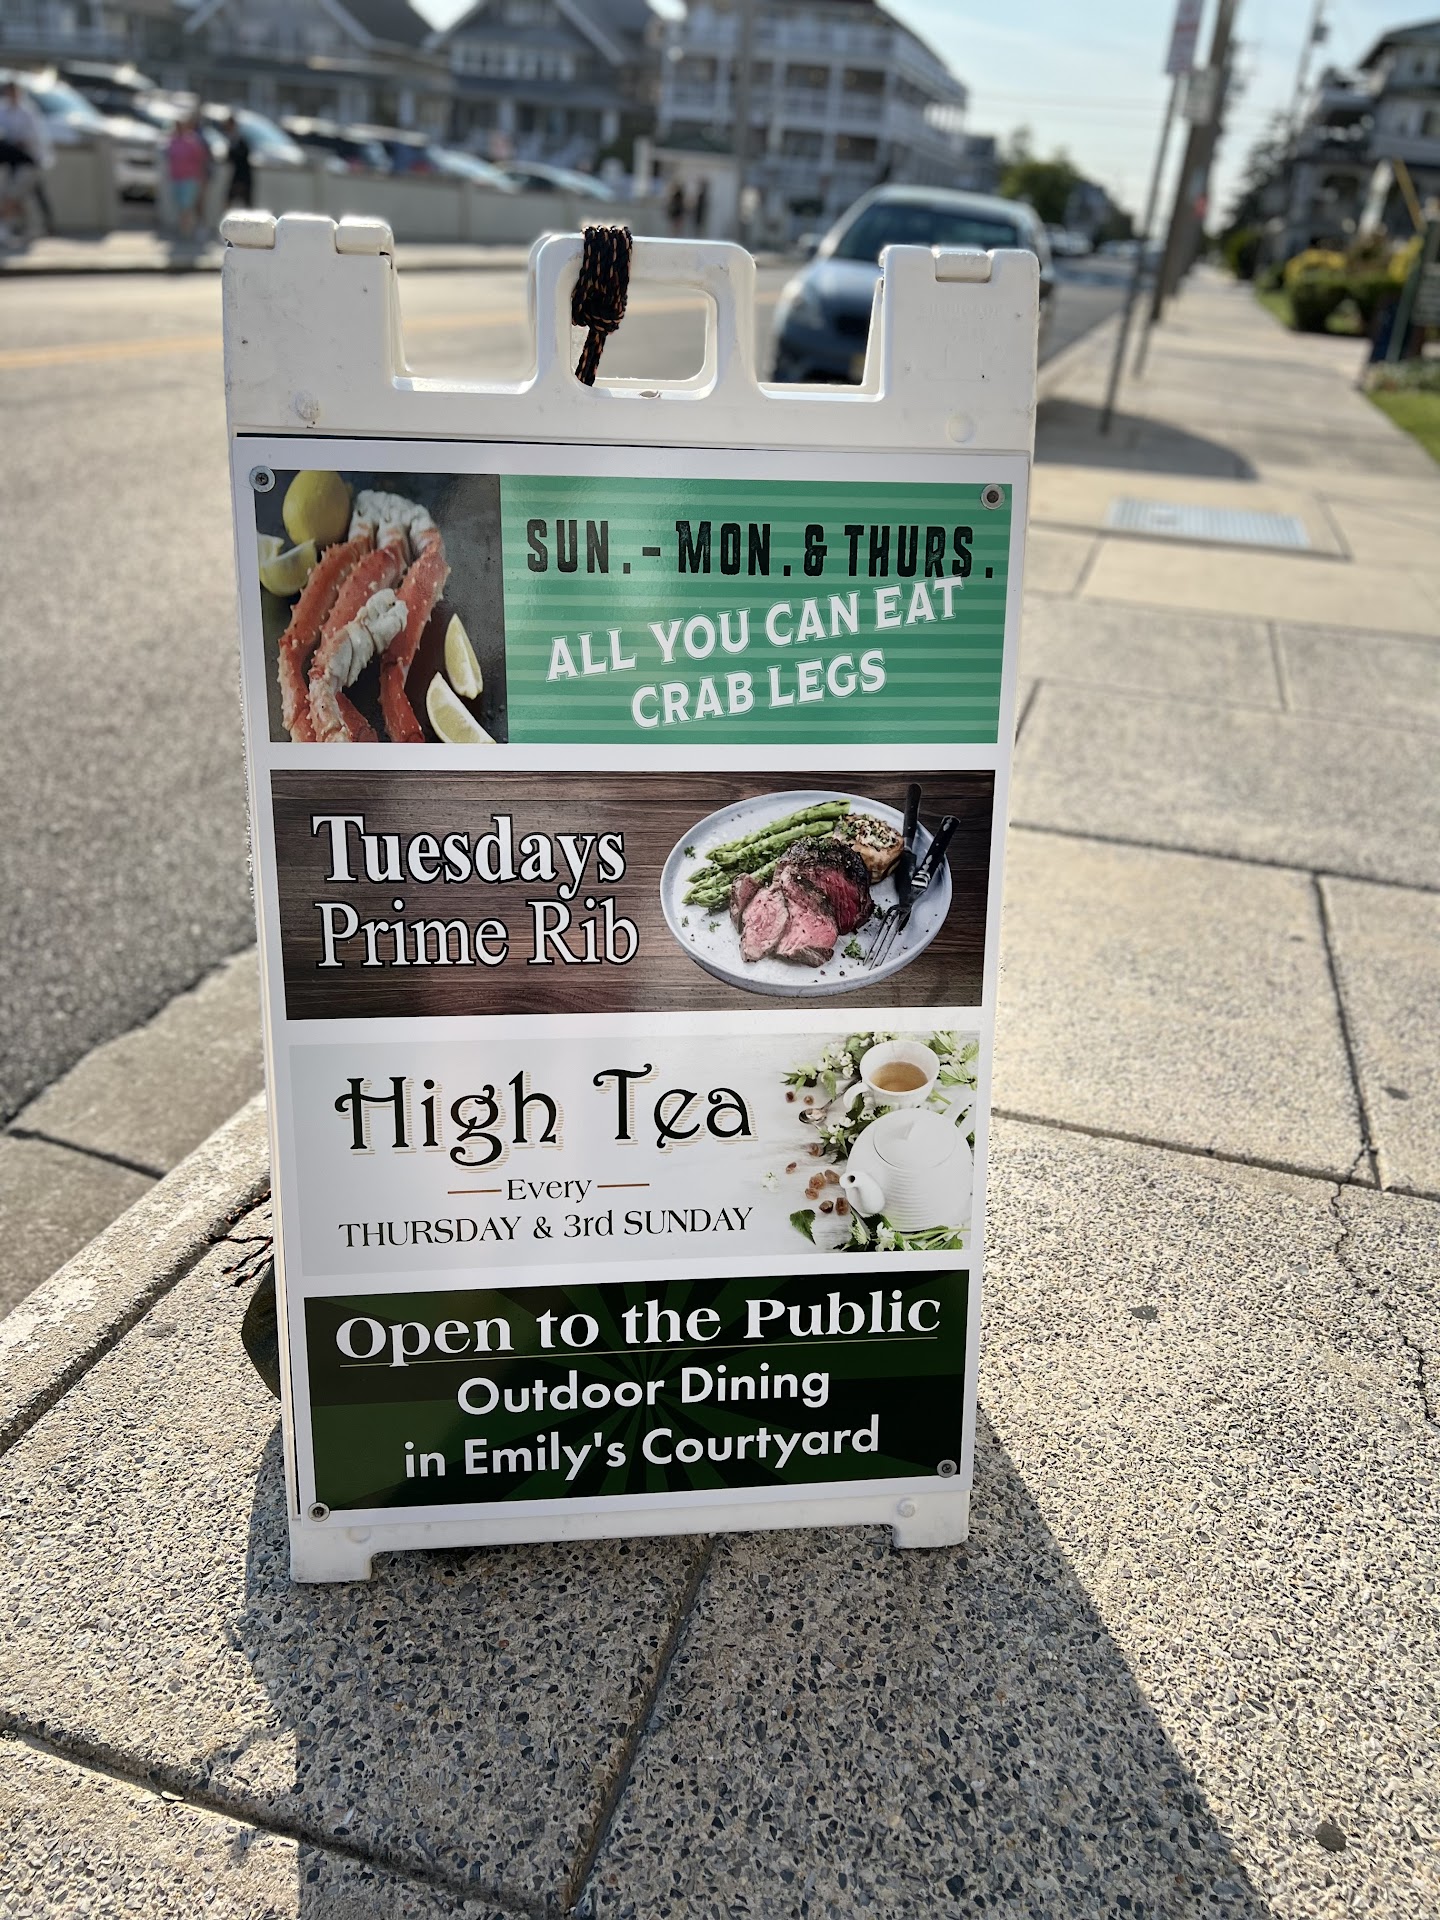 SUN. - MON. & THURS.
ALL YOU CAN EAT
CRAB LEGS
Tuesdays
Prime Rib
High Tea
Every
THURSDAY & 3rd SUNDAY
Open to the Public
Outdoor Dining
in Emily's Courtyard